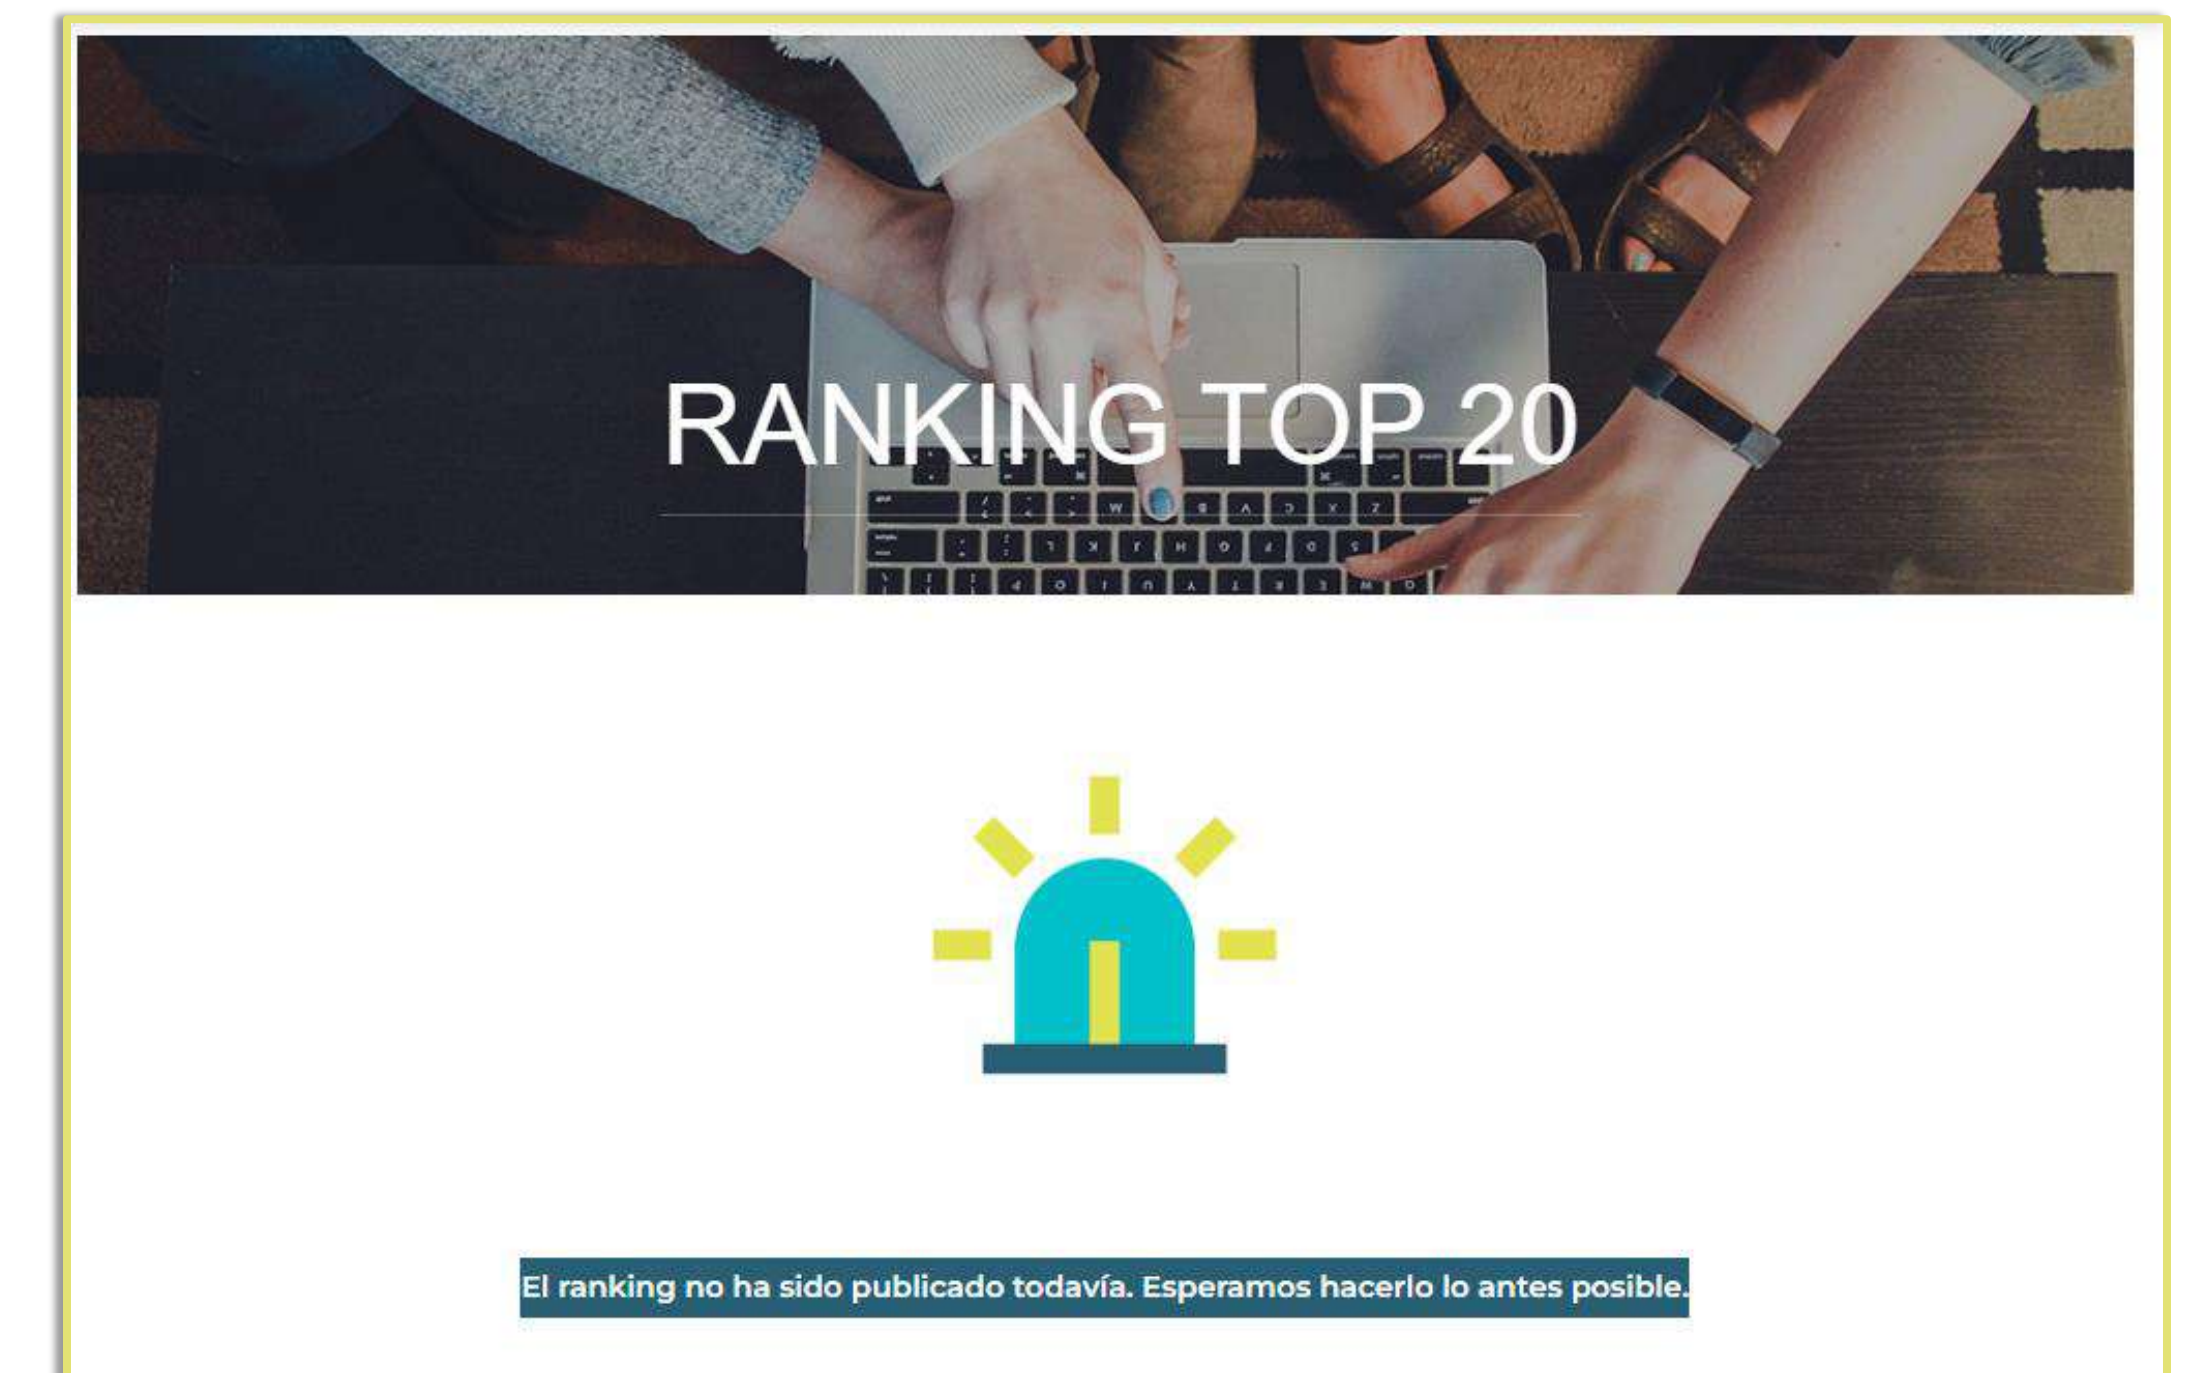 RANKING TOP 20
El ranking no ha sido publicado todavía. Esperamos hacerlo lo antes posible.